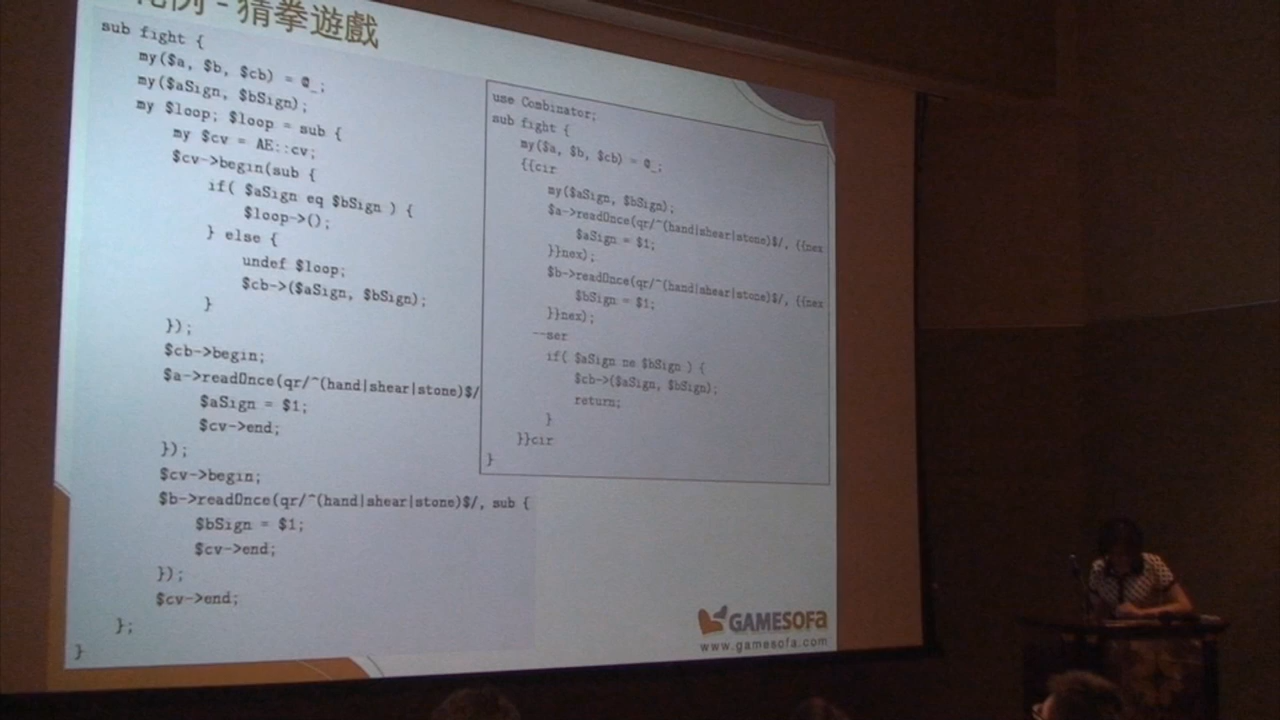 範例 - 猜拳遊戲
sub fight {
my($a, $b, $cb) = @_;
my($aSign, $bSign);
my $loop; $loop = sub {
my $cv = AE::cv;
$cv->begin(sub {
if( $aSign eq $bSign ) {
$loop->();
} else {
undef $loop;
$cb->($aSign, $bSign);
}
});
$cb->begin;
$a->readOnce(qr/^(hand|shear|stone)$/
$aSign = $1;
$cv->end;
});
$cv->begin;
$b->readOnce(qr/^(hand|shear|stone)$/, sub {
$bSign = $1;
$cv->end;
});
$cv->end;
};
}
use Combinator;
sub fight {
my($a, $b, $cb) = @_;
{{cir
my($aSign, $bSign);
$a->readOnce(qr/^(hand|shear|stone)$/, {{nex
$aSign = $1;
}}nex);
$b->readOnce(qr/^(hand|shear|stone)$/, {{nex
$bSign = $1;
}}nex);
--ser
if( $aSign ne $bSign ) {
$cb->($aSign, $bSign);
return;
}
}}cir
}
GAMESOFA
www.gamesofa.com